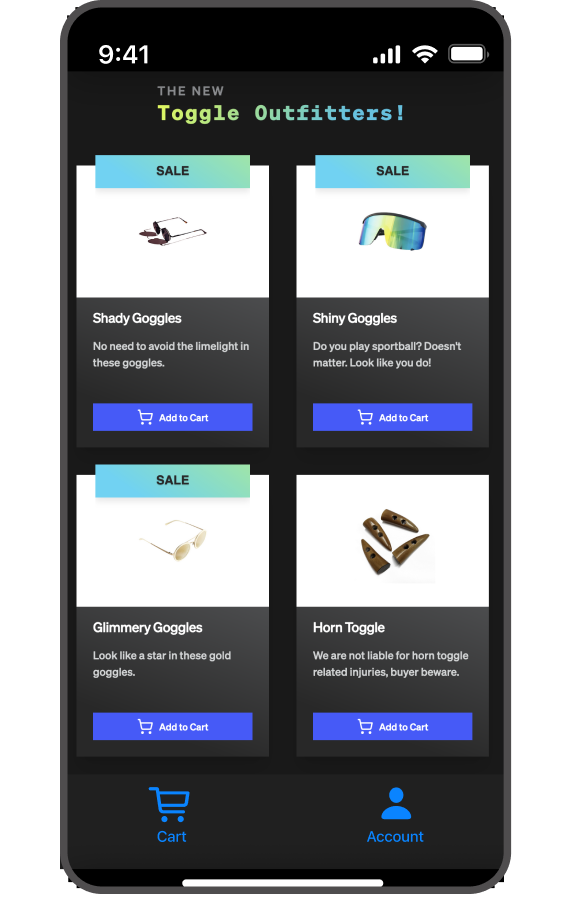 9:41
THE NEW
Toggle Outfitters!
SALE
SALE
Shady Goggles
No need to avoid the limelight in
these goggles.
Add to Cart
Shiny Goggles
Do you play sportball? Doesn't
matter. Look like you do!
Add to Cart
SALE
Glimmery Goggles
Look like a star in these gold
goggles.
Add to Cart
Horn Toggle
We are not liable for horn toggle
related injuries, buyer beware.
Add to Cart
Cart
Account